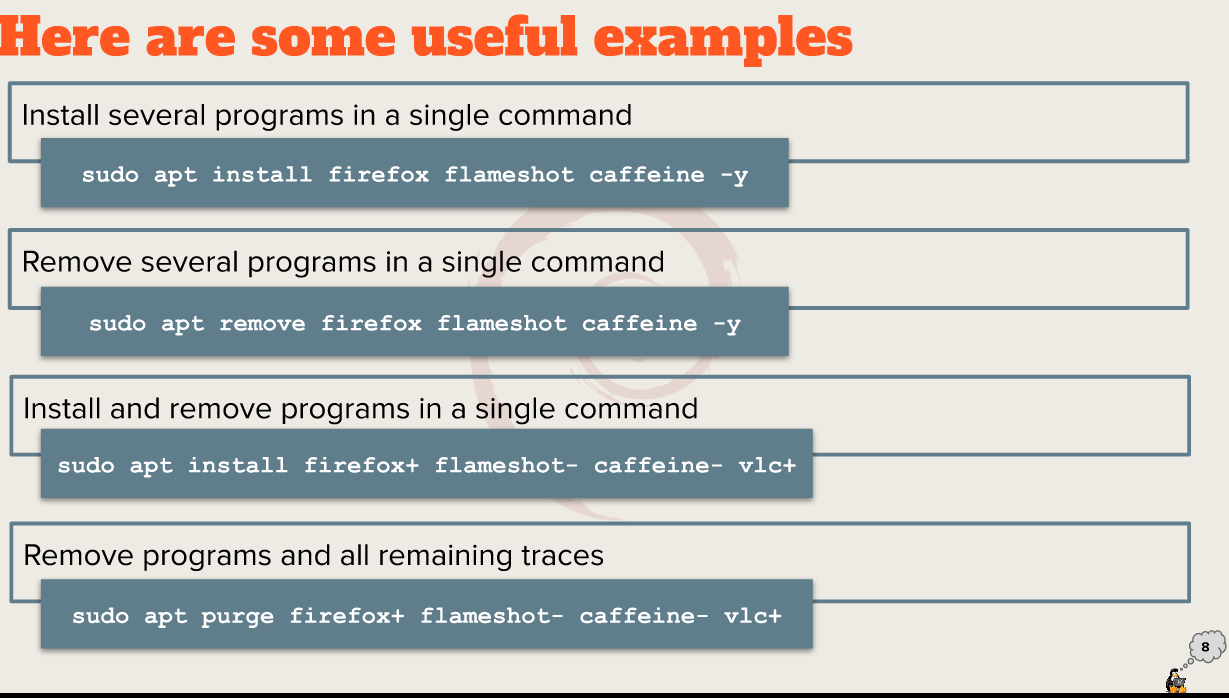 Here are some useful examples
Install several programs in a single command
sudo apt install firefox flameshot caffeine -y
Remove several programs in a single command
sudo apt remove firefox flameshot caffeine -y
Install and remove programs in a single command
sudo apt install firefox+ flameshot- caffeine- vlc+
Remove programs and all remaining traces
sudo apt purge firefox+ flameshot- caffeine- vlc+
8